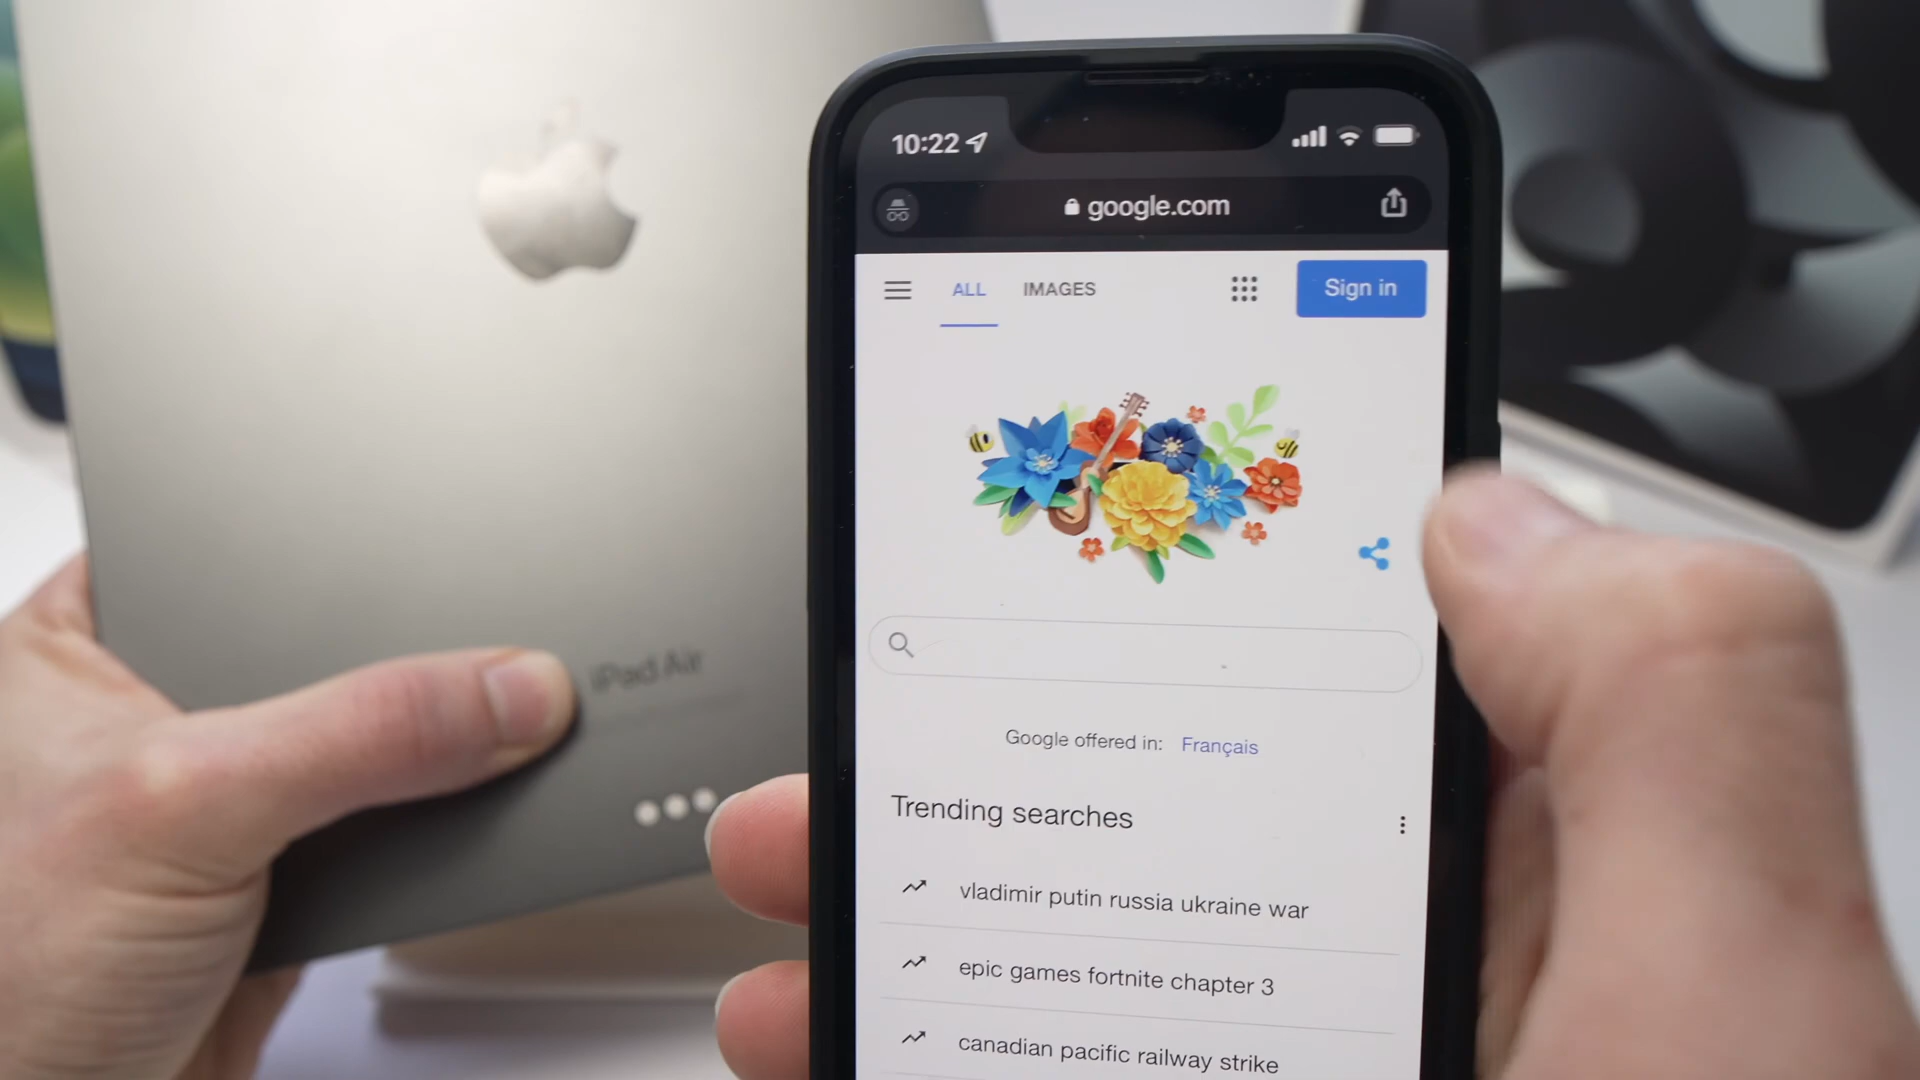 10:22
google.com
ALL IMAGES Sign in
Google offered in: Français
Trending searches
vladimir putin russia ukraine war
epic games fortnite chapter 3
canadian pacific railway strike
iPad Air